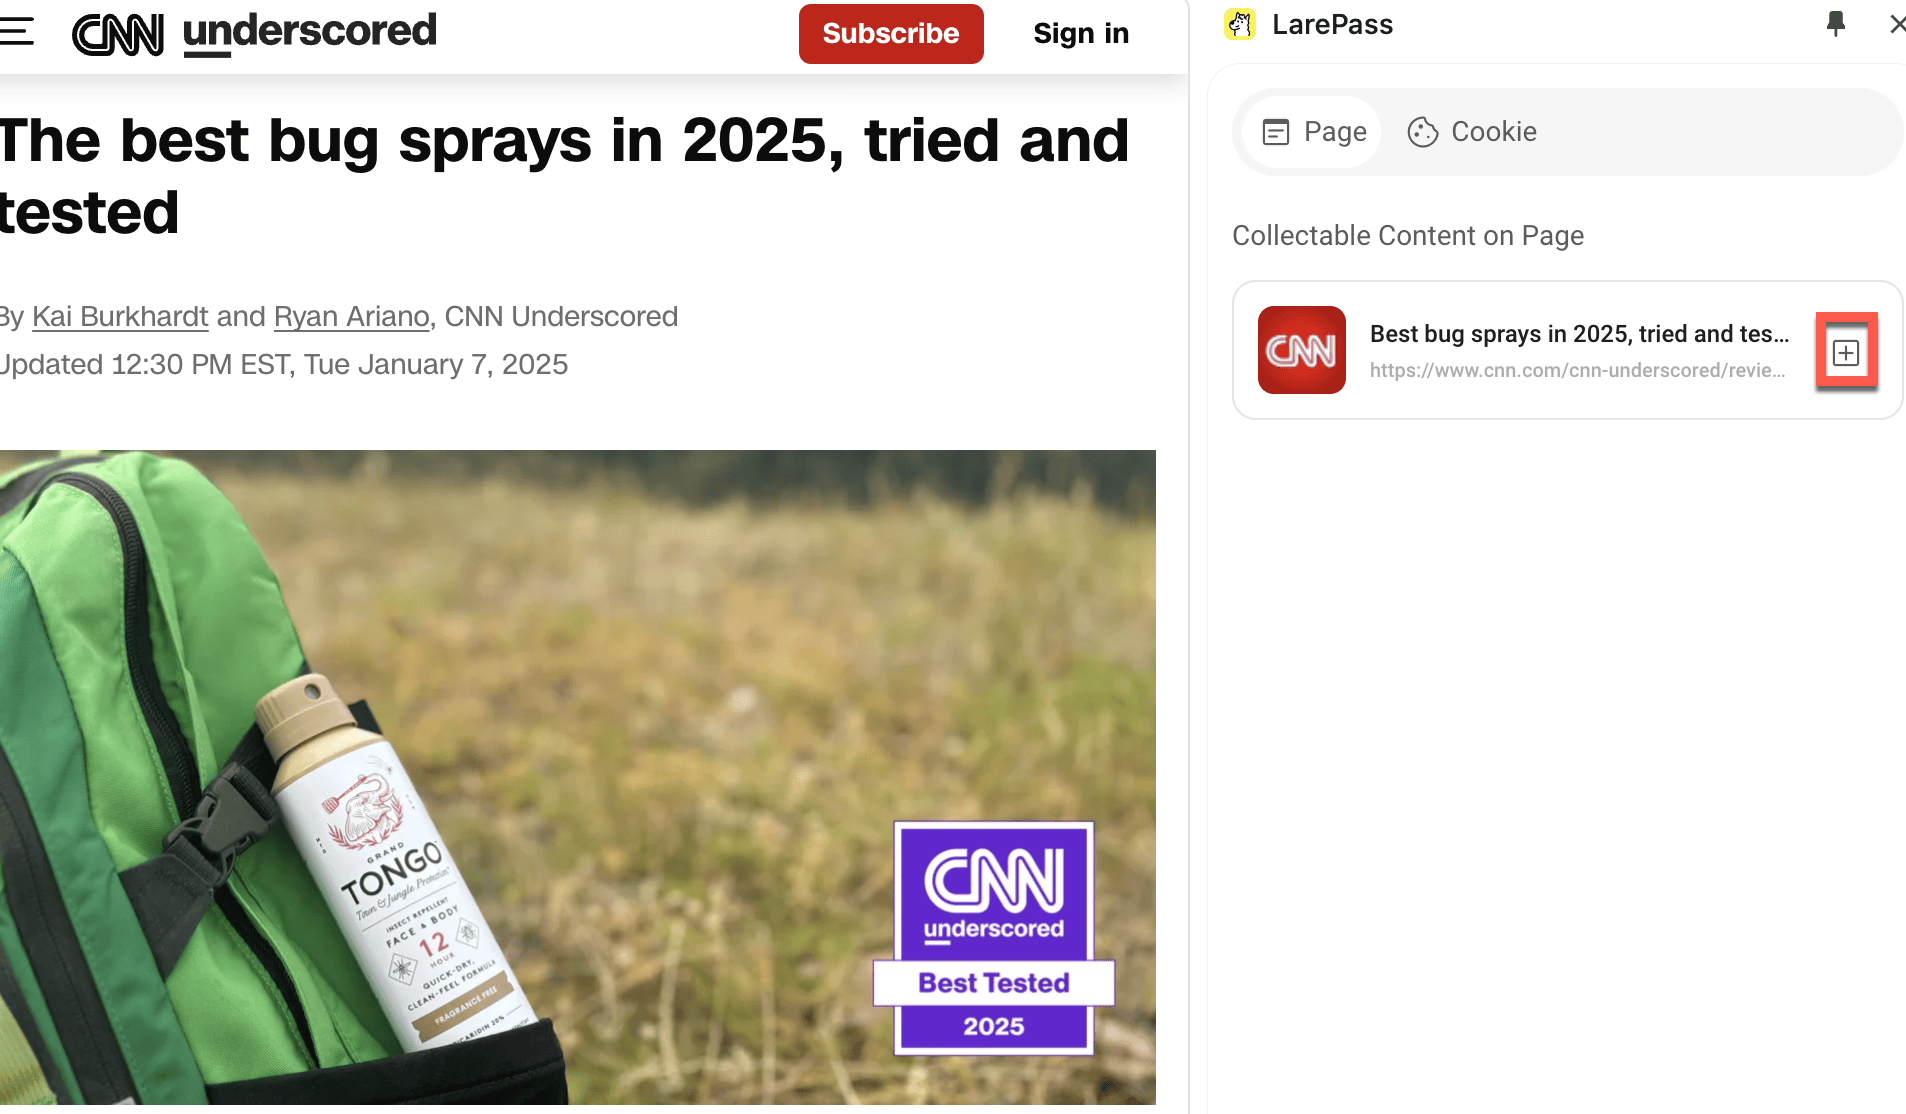 CNN underscored
Subscribe
Sign in
The best bug sprays in 2025, tried and
tested
By Kai Burkhardt and Ryan Ariano, CNN Underscored
Updated 12:30 PM EST, Tue January 7, 2025
GRAND
TONGO
Town & Jungle Protection
INSECT REPELLENT
FACE & BODY
12
HOUR
QUICK-DRY,
CLEAN-FEEL FORMULA
FRAGRANCE FREE
CNN
underscored
Best Tested
2025
LarePass
Page
Cookie
Collectable Content on Page
CNN
Best bug sprays in 2025, tried and tes...
https://www.cnn.com/cnn-underscored/revie...